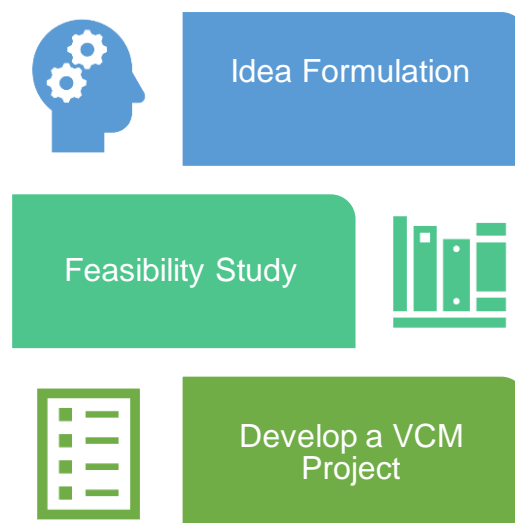 Idea Formulation
Feasibility Study
Develop a VCM
Project